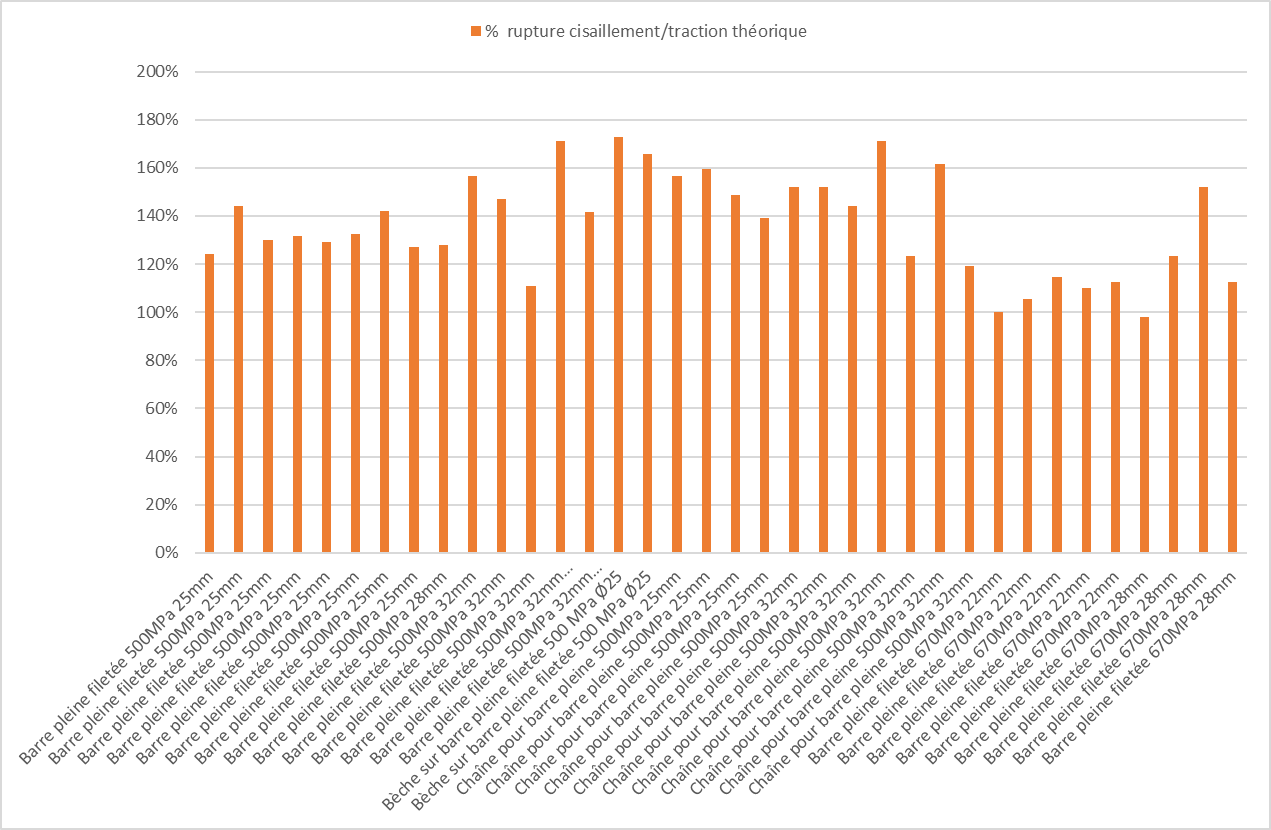 % rupture cisaillement/traction théorique
200%
180%
160%
140%
120%
100%
80%
60%
40%
20%
0%
Barre pleine filetée 500MPa 25mm
Barre pleine filetée 500MPa 25mm
Barre pleine filetée 500MPa 25mm
Barre pleine filetée 500MPa 25mm
Barre pleine filetée 500MPa 25mm
Barre pleine filetée 500MPa 25mm
Barre pleine filetée 500MPa 25mm
Barre pleine filetée 500MPa 25mm
Barre pleine filetée 500MPa 28mm
Barre pleine filetée 500MPa 32mm
Barre pleine filetée 500MPa 32mm
Barre pleine filetée 500MPa 32mm
Barre pleine filetée 500MPa 32mm...
Barre pleine filetée 500MPa 32mm...
Bèche sur barre pleine filetée 500 MPa Ø25
Bèche sur barre pleine filetée 500 MPa Ø25
Chaîne pour barre pleine 500MPa 25mm
Chaîne pour barre pleine 500MPa 25mm
Chaîne pour barre pleine 500MPa 25mm
Chaîne pour barre pleine 500MPa 25mm
Chaîne pour barre pleine 500MPa 32mm
Chaîne pour barre pleine 500MPa 32mm
Chaîne pour barre pleine 500MPa 32mm
Chaîne pour barre pleine 500MPa 32mm
Chaîne pour barre pleine 500MPa 32mm
Chaîne pour barre pleine 500MPa 32mm
Chaîne pour barre pleine 500MPa 32mm
Barre pleine filetée 670MPa 22mm
Barre pleine filetée 670MPa 22mm
Barre pleine filetée 670MPa 22mm
Barre pleine filetée 670MPa 22mm
Barre pleine filetée 670MPa 22mm
Barre pleine filetée 670MPa 28mm
Barre pleine filetée 670MPa 28mm
Barre pleine filetée 670MPa 28mm
Barre pleine filetée 670MPa 28mm